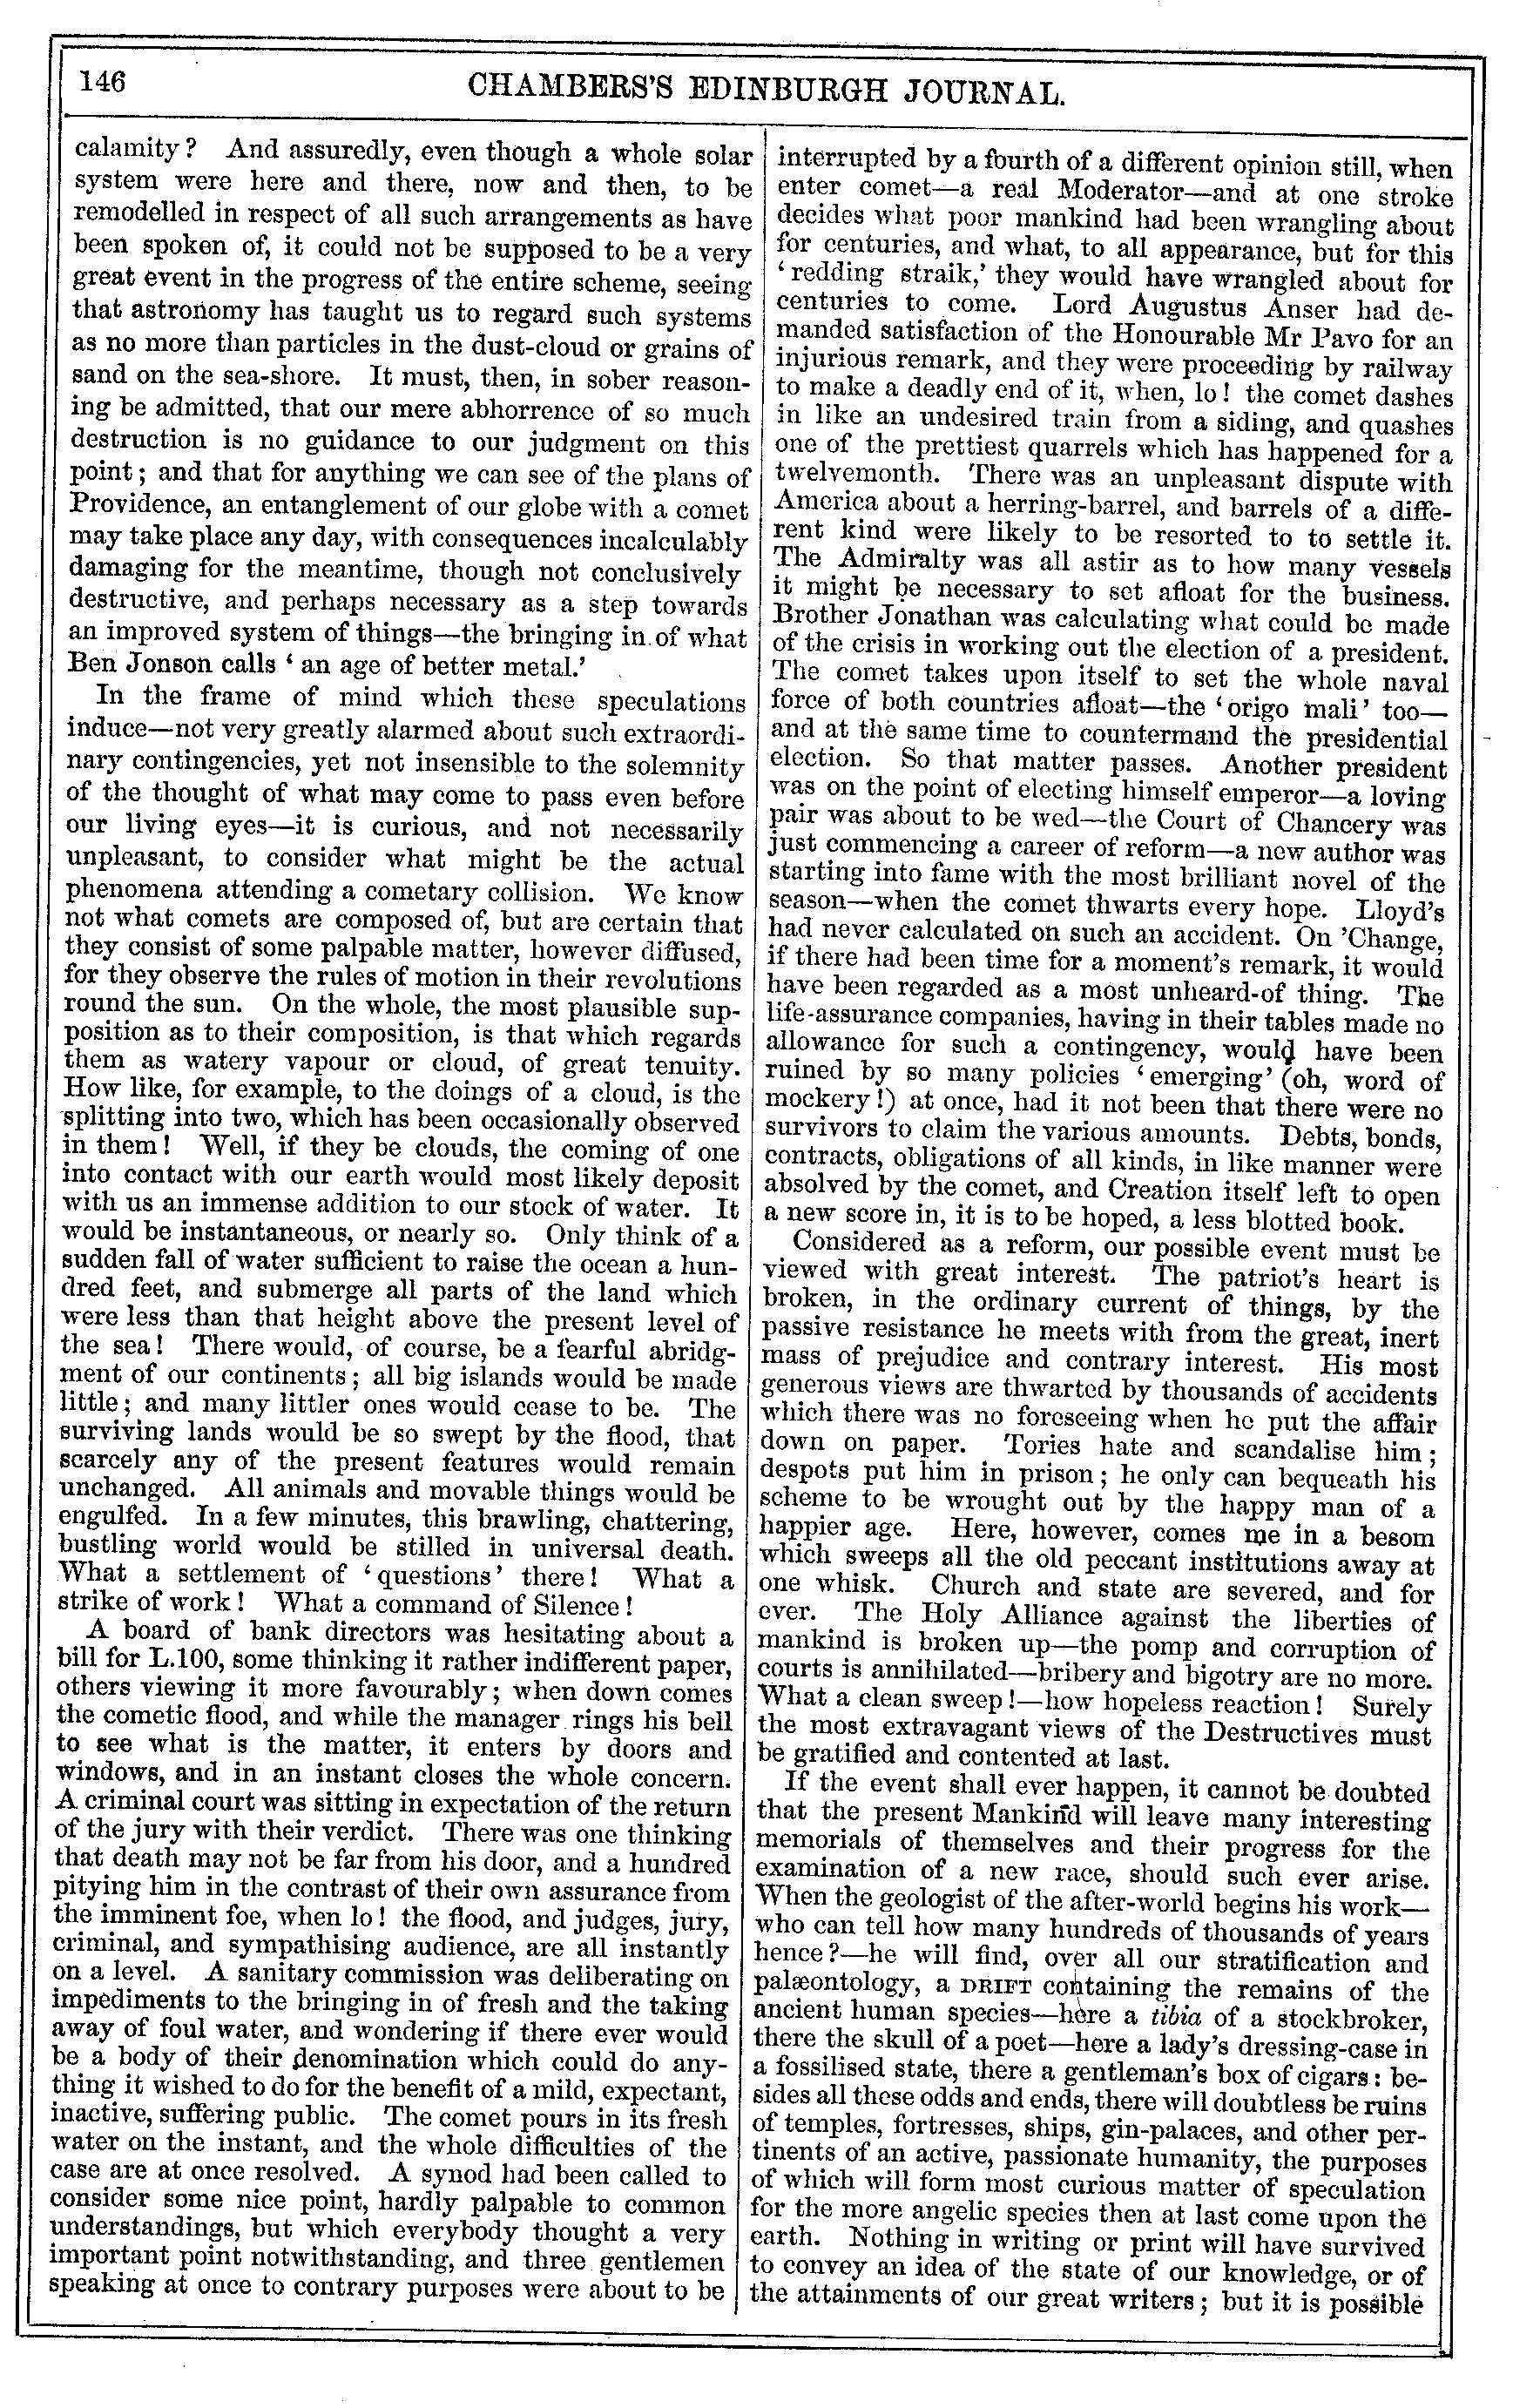 146
CHAMBERS'S EDINBURGH JOURNAL.
calamity? And assuredly, even though a whole solar
system were here and there, now and then, to be
remodelled in respect of all such arrangements as have
been spoken of, it could not be supposed to be a very
great event in the progress of the entire scheme, seeing
that astronomy has taught us to regard such systems
as no more than particles in the dust-cloud or grains of
sand on the sea-shore. It must, then, in sober reason-
ing be admitted, that our mere abhorrence of so much
destruction is no guidance to our judgment on this
point; and that for anything we can see of the plans of
Providence, an entanglement of our globe with a comet
may take place any day, with consequences incalculably
damaging for the meantime, though not conclusively
destructive, and perhaps necessary as a step towards
an improved system of things—the bringing in of what
Ben Jonson calls ‘an age of better metal.’
In the frame of mind which these speculations
induce—not very greatly alarmed about such extraordi-
nary contingencies, yet not insensible to the solemnity
of the thought of what may come to pass even before
our living eyes—it is curious, and not necessarily
unpleasant, to consider what might be the actual
phenomena attending a cometary collision. We know
not what comets are composed of, but are certain that
they consist of some palpable matter, however diffused,
for they observe the rules of motion in their revolutions
round the sun. On the whole, the most plausible sup-
position as to their composition, is that which regards
them as watery vapour or cloud, of great tenuity.
How like, for example, to the doings of a cloud, is the
splitting into two, which has been occasionally observed
in them! Well, if they be clouds, the coming of one
into contact with our earth would most likely deposit
with us an immense addition to our stock of water. It
would be instantaneous, or nearly so. Only think of a
sudden fall of water sufficient to raise the ocean a hun-
dred feet, and submerge all parts of the land which
were less than that height above the present level of
the sea! There would, of course, be a fearful abridg-
ment of our continents; all big islands would be made
little; and many littler ones would cease to be. The
surviving lands would be so swept by the flood, that
scarcely any of the present features would remain
unchanged. All animals and movable things would be
engulfed. In a few minutes, this brawling, chattering,
bustling world would be stilled in universal death.
What a settlement of ‘questions’ there! What a
strike of work! What a command of Silence!
A board of bank directors was hesitating about a
bill for L.100, some thinking it rather indifferent paper,
others viewing it more favourably; when down comes
the cometic flood, and while the manager rings his bell
to see what is the matter, it enters by doors and
windows, and in an instant closes the whole concern.
A criminal court was sitting in expectation of the return
of the jury with their verdict. There was one thinking
that death may not be far from his door, and a hundred
pitying him in the contrast of their own assurance from
the imminent foe, when lo! the flood, and judges, jury,
criminal, and sympathising audience, are all instantly
on a level. A sanitary commission was deliberating on
impediments to the bringing in of fresh and the taking
away of foul water, and wondering if there ever would
be a body of their denomination which could do any-
thing it wished to do for the benefit of a mild, expectant,
inactive, suffering public. The comet pours in its fresh
water on the instant, and the whole difficulties of the
case are at once resolved. A synod had been called to
consider some nice point, hardly palpable to common
understandings, but which everybody thought a very
important point notwithstanding, and three gentlemen
speaking at once to contrary purposes were about to be
interrupted by a fourth of a different opinion still, when
enter comet—a real Moderator—and at one stroke
decides what poor mankind had been wrangling about
for centuries, and what, to all appearance, but for this
‘redding straik,’ they would have wrangled about for
centuries to come. Lord Augustus Anser had de-
manded satisfaction of the Honourable Mr Pavo for an
injurious remark, and they were proceeding by railway
to make a deadly end of it, when, lo! the comet dashes
in like an undesired train from a siding, and quashes
one of the prettiest quarrels which has happened for a
twelvemonth. There was an unpleasant dispute with
America about a herring-barrel, and barrels of a diffe-
rent kind were likely to be resorted to to settle it.
The Admiralty was all astir as to how many vessels
it might be necessary to set afloat for the business.
Brother Jonathan was calculating what could be made
of the crisis in working out the election of a president.
The comet takes upon itself to set the whole naval
force of both countries afloat—the ‘origo mali’ too—
and at the same time to countermand the presidential
election. So that matter passes. Another president
was on the point of electing himself emperor—a loving
pair was about to be wed—the Court of Chancery was
just commencing a career of reform—a new author was
starting into fame with the most brilliant novel of the
season—when the comet thwarts every hope. Lloyd's
had never calculated on such an accident. On 'Change,
if there had been time for a moment's remark, it would
have been regarded as a most unheard-of thing. The
life-assurance companies, having in their tables made no
allowance for such a contingency, would have been
ruined by so many policies ‘emerging’ (oh, word of
mockery!) at once, had it not been that there were no
survivors to claim the various amounts. Debts, bonds,
contracts, obligations of all kinds, in like manner were
absolved by the comet, and Creation itself left to open
a new score in, it is to be hoped, a less blotted book.
Considered as a reform, our possible event must be
viewed with great interest. The patriot's heart is
broken, in the ordinary current of things, by the
passive resistance he meets with from the great, inert
mass of prejudice and contrary interest. His most
generous views are thwarted by thousands of accidents
which there was no foreseeing when he put the affair
down on paper. Tories hate and scandalise him;
despots put him in prison; he only can bequeath his
scheme to be wrought out by the happy man of a
happier age. Here, however, comes me in a besom
which sweeps all the old peccant institutions away at
one whisk. Church and state are severed, and for
ever. The Holy Alliance against the liberties of
mankind is broken up—the pomp and corruption of
courts is annihilated—bribery and bigotry are no more.
What a clean sweep!—how hopeless reaction! Surely
the most extravagant views of the Destructives must
be gratified and contented at last.
If the event shall ever happen, it cannot be doubted
that the present Mankind will leave many interesting
memorials of themselves and their progress for the
examination of a new race, should such ever arise.
When the geologist of the after-world begins his work—
who can tell how many hundreds of thousands of years
hence?—he will find, over all our stratification and
palæontology, a DRIFT containing the remains of the
ancient human species—here a tibia of a stockbroker,
there the skull of a poet—here a lady's dressing-case in
a fossilised state, there a gentleman's box of cigars: be-
sides all these odds and ends, there will doubtless be ruins
of temples, fortresses, ships, gin-palaces, and other per-
tinents of an active, passionate humanity, the purposes
of which will form most curious matter of speculation
for the more angelic species then at last come upon the
earth. Nothing in writing or print will have survived
to convey an idea of the state of our knowledge, or of
the attainments of our great writers; but it is possible